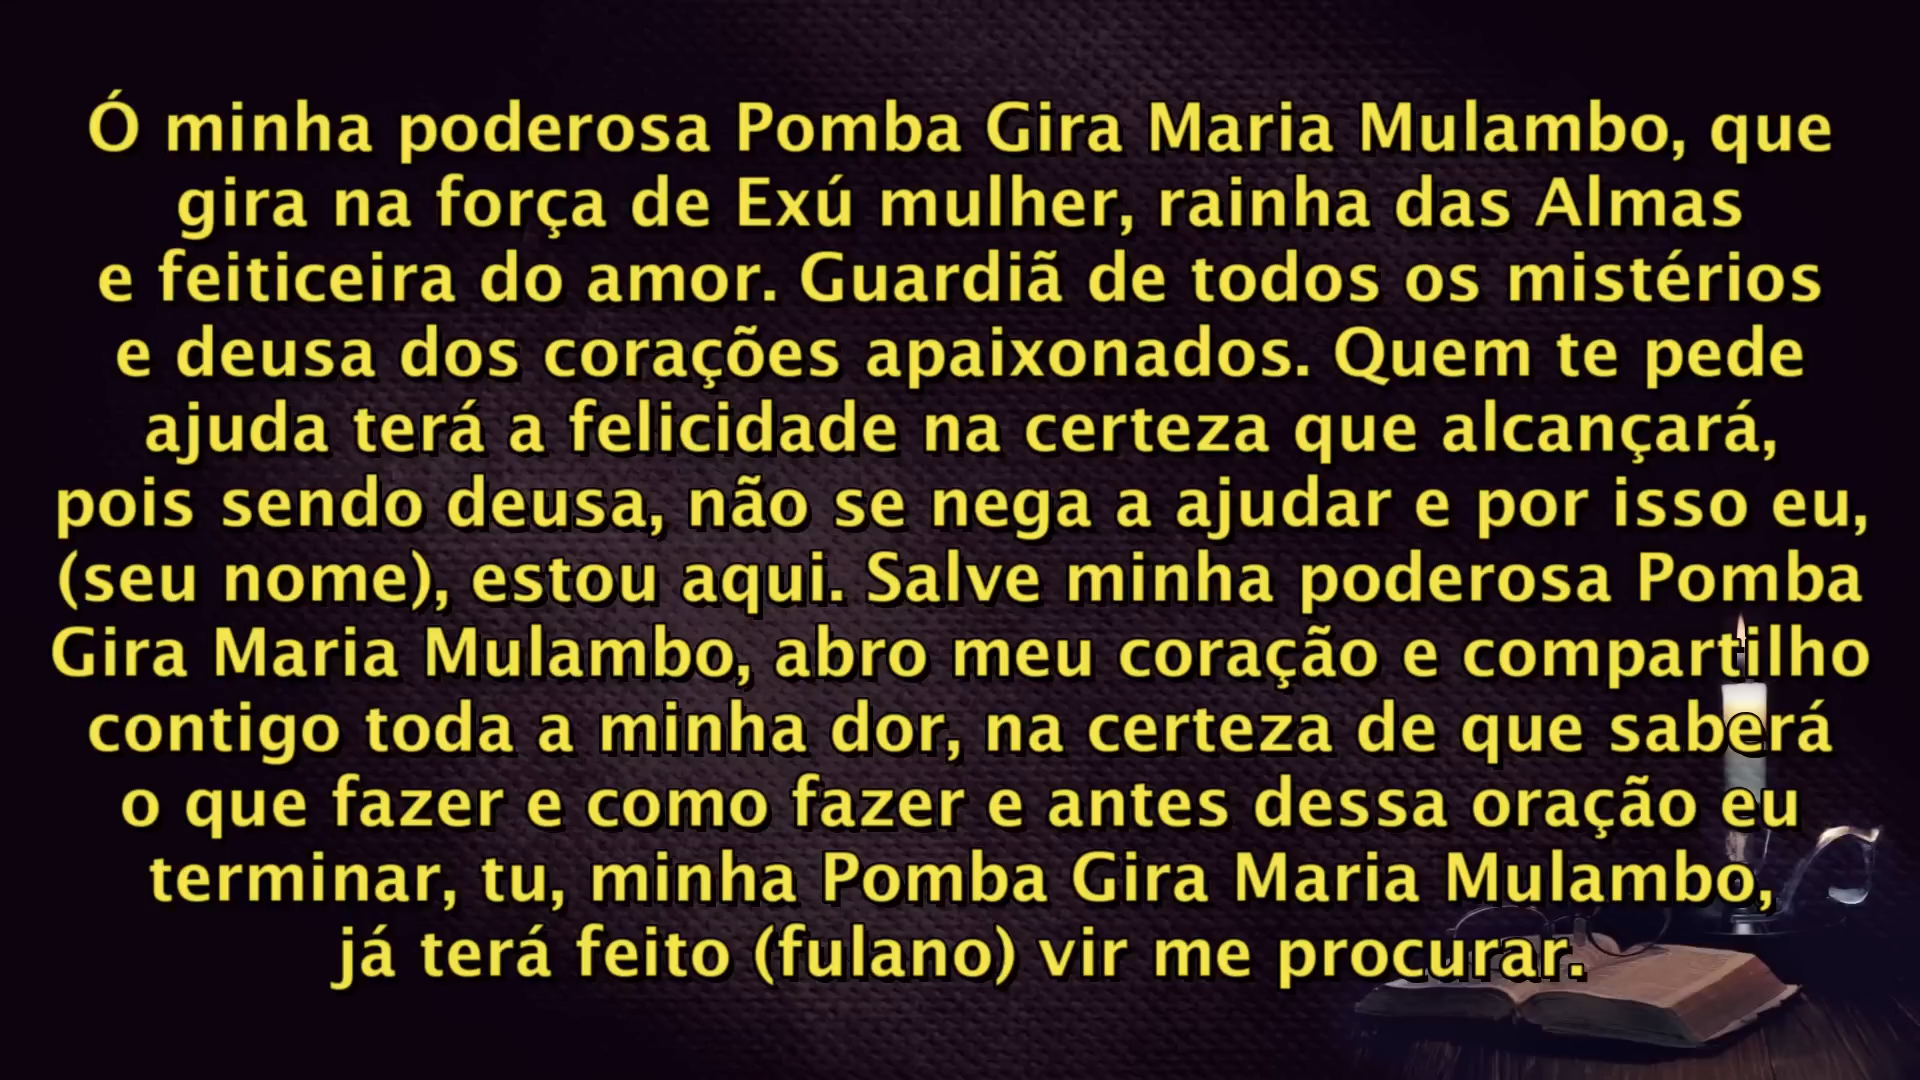 Ó minha poderosa Pomba Gira Maria Mulambo, que
gira na força de Exú mulher, rainha das Almas
e feiticeira do amor. Guardiã de todos os mistérios
e deusa dos corações apaixonados. Quem te pede
ajuda terá a felicidade na certeza que alcançará,
pois sendo deusa, não se nega a ajudar e por isso eu,
(seu nome), estou aqui. Salve minha poderosa Pomba
Gira Maria Mulambo, abro meu coração e compartilho
contigo toda a minha dor, na certeza de que saberá
o que fazer e como fazer e antes dessa oração eu
terminar, tu, minha Pomba Gira Maria Mulambo,
já terá feito (fulano) vir me procurar.